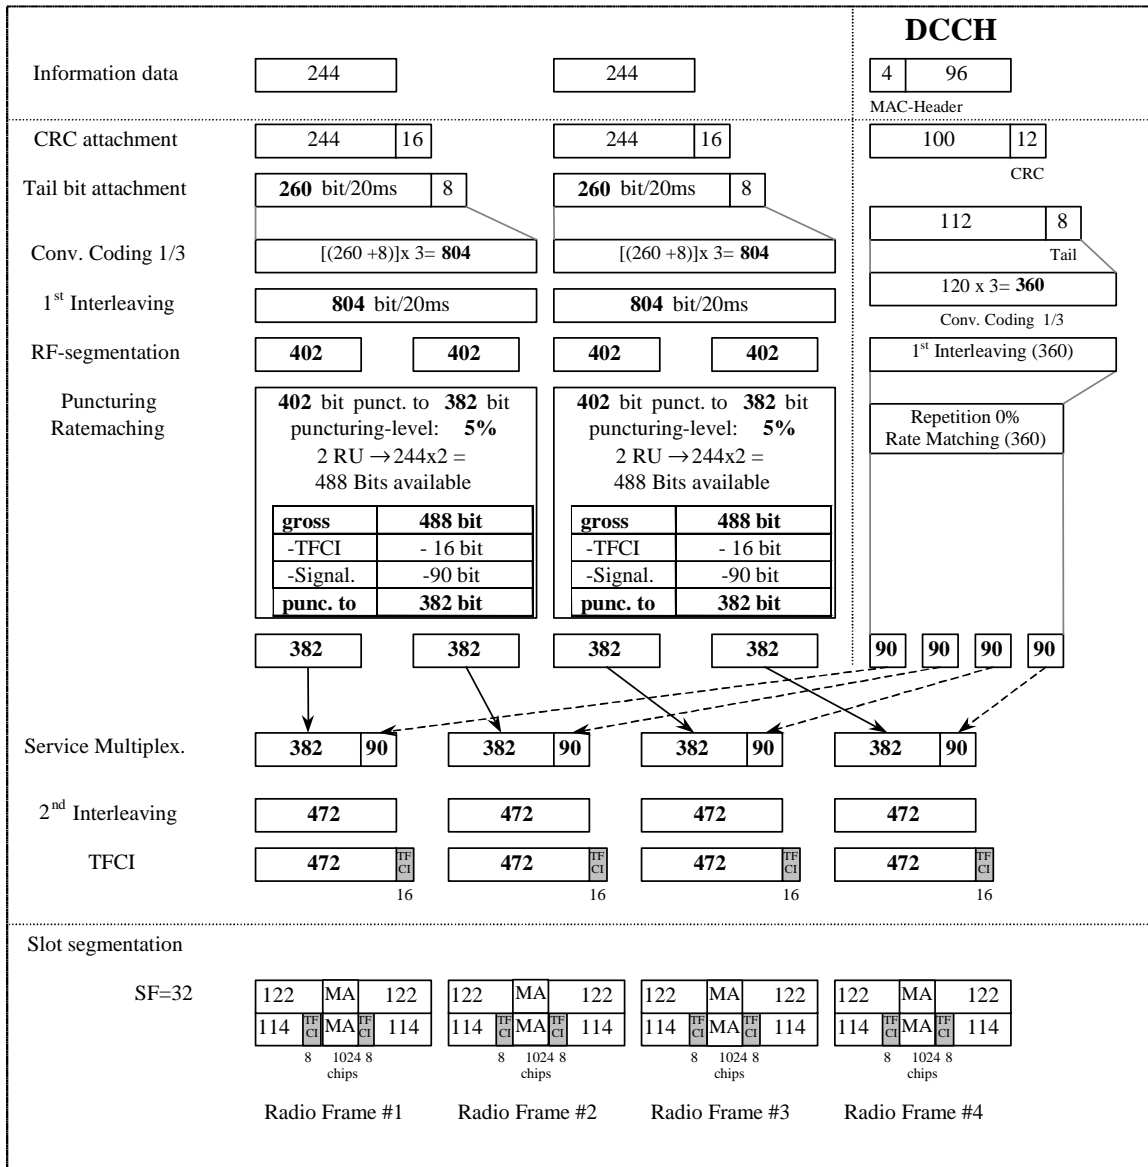 DCCH
Information data 244 244 4 96
MAC-Header
CRC attachment 244 16 244 16 100 12
CRC
Tail bit attachment 260 bit/20ms 8 260 bit/20ms 8
112 8
Tail
Conv. Coding 1/3 [(260 +8)]x 3= 804 [(260 +8)]x 3= 804
120 x 3= 360
Conv. Coding 1/3
1st Interleaving 804 bit/20ms 804 bit/20ms
RF-segmentation 402 402 402 402 1st Interleaving (360)
Puncturing
Ratemaching
402 bit punct. to 382 bit
puncturing-level: 5%
2 RU →244x2 =
488 Bits available
gross 488 bit
-TFCI - 16 bit
-Signal. -90 bit
punc. to 382 bit
402 bit punct. to 382 bit
puncturing-level: 5%
2 RU →244x2 =
488 Bits available
gross 488 bit
-TFCI - 16 bit
-Signal. -90 bit
punc. to 382 bit
Repetition 0%
Rate Matching (360)
382 382 382 382 90 90 90 90
Service Multiplex. 382 90 382 90 382 90 382 90
2nd Interleaving 472 472 472 472
TFCI 472 TF CI 472 TF CI 472 TF CI 472 TF CI
16 16 16 16
Slot segmentation
SF=32 122 MA 122 122 MA 122 122 MA 122 122 MA 122
114 TF CI MA TF CI 114 114 TF CI MA TF CI 114 114 TF CI MA TF CI 114 114 TF CI MA TF CI 114
8 1024 8 8 1024 8 8 1024 8 8 1024 8
chips chips chips chips
Radio Frame #1 Radio Frame #2 Radio Frame #3 Radio Frame #4